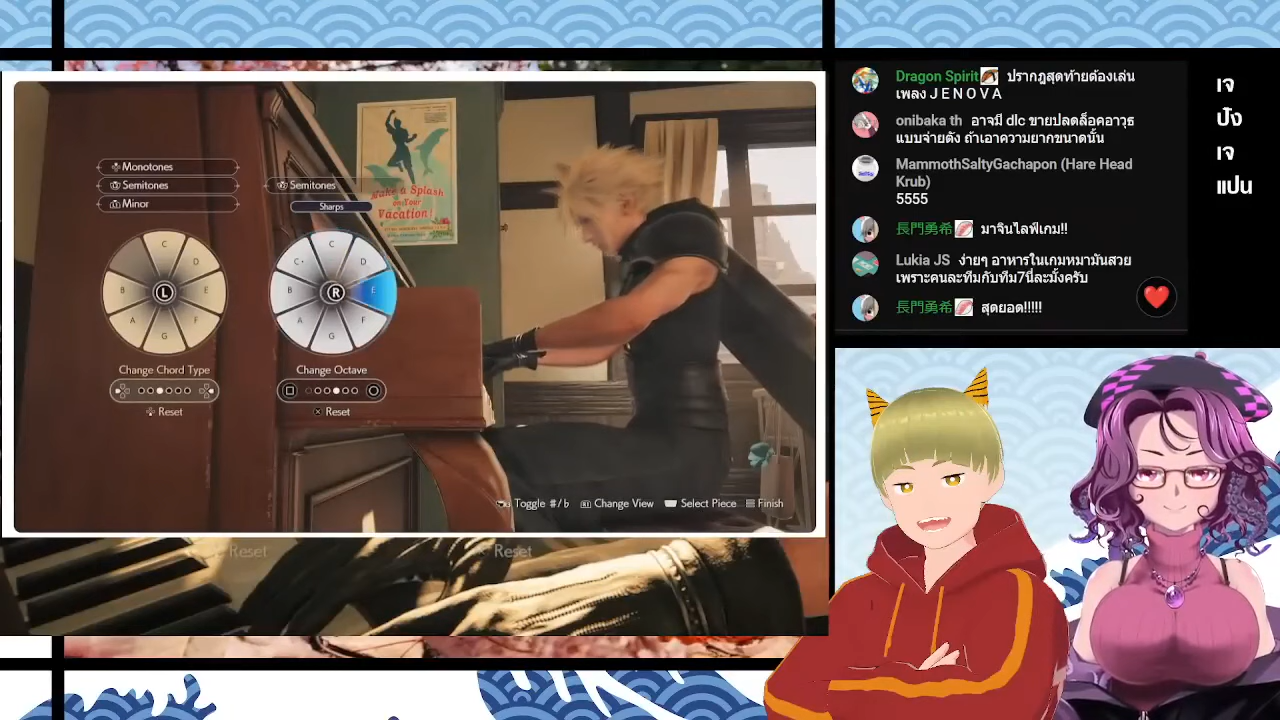 Monotones
Semitones
Minor
Semitones
Sharps
Make a Splash
on Your
Vacation!
C
D
E
F
G
A
B
L
C
D
E
F
G
A
B
C
R
Change Chord Type
Reset
Change Octave
Reset
Toggle #/b
R1 Change View
Select Piece
Finish
Reset
Reset
Dragon Spirit ปรากฎสุดท้ายต้องเล่น
เพลง J E N O V A
onibaka th อาจมี dlc ขายปลดล็อคอาวุธ
แบบจ่ายตัง ถ้าเอาความยากขนาดนั้น
MammothSaltyGachapon (Hare Head
Krub)
5555
長門勇希 มาจินไลฟ์เกม!!
Lukia JS ง่ายๆ อาหารในเกมหมามันสวย
เพราะคนละทีมกับทีม7นี่ละมั้งครับ
長門勇希 สุดยอด!!!!!
เจ
ปัง
เจ
แปน